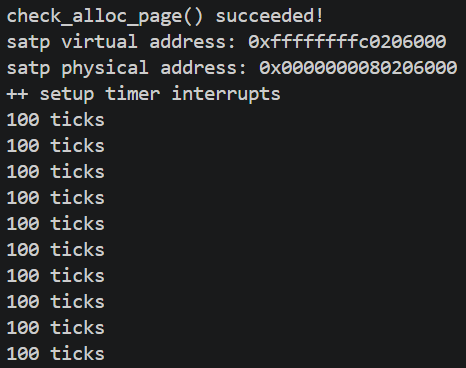 check_alloc_page() succeeded!
satp virtual address: 0xffffffffc0206000
satp physical address: 0x0000000080206000
++ setup timer interrupts
100 ticks
100 ticks
100 ticks
100 ticks
100 ticks
100 ticks
100 ticks
100 ticks
100 ticks
100 ticks